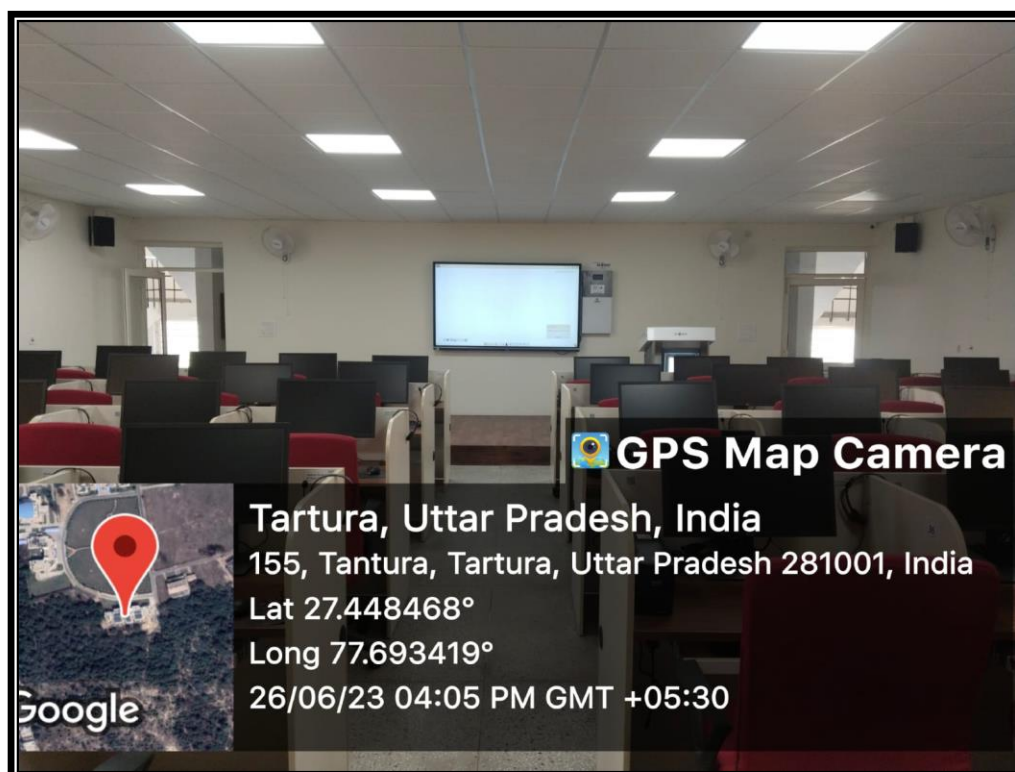 GPS Map Camera
Tartura, Uttar Pradesh, India
155, Tantura, Tartura, Uttar Pradesh 281001, India
Lat 27.448468°
Long 77.693419°
26/06/23 04:05 PM GMT +05:30
Google